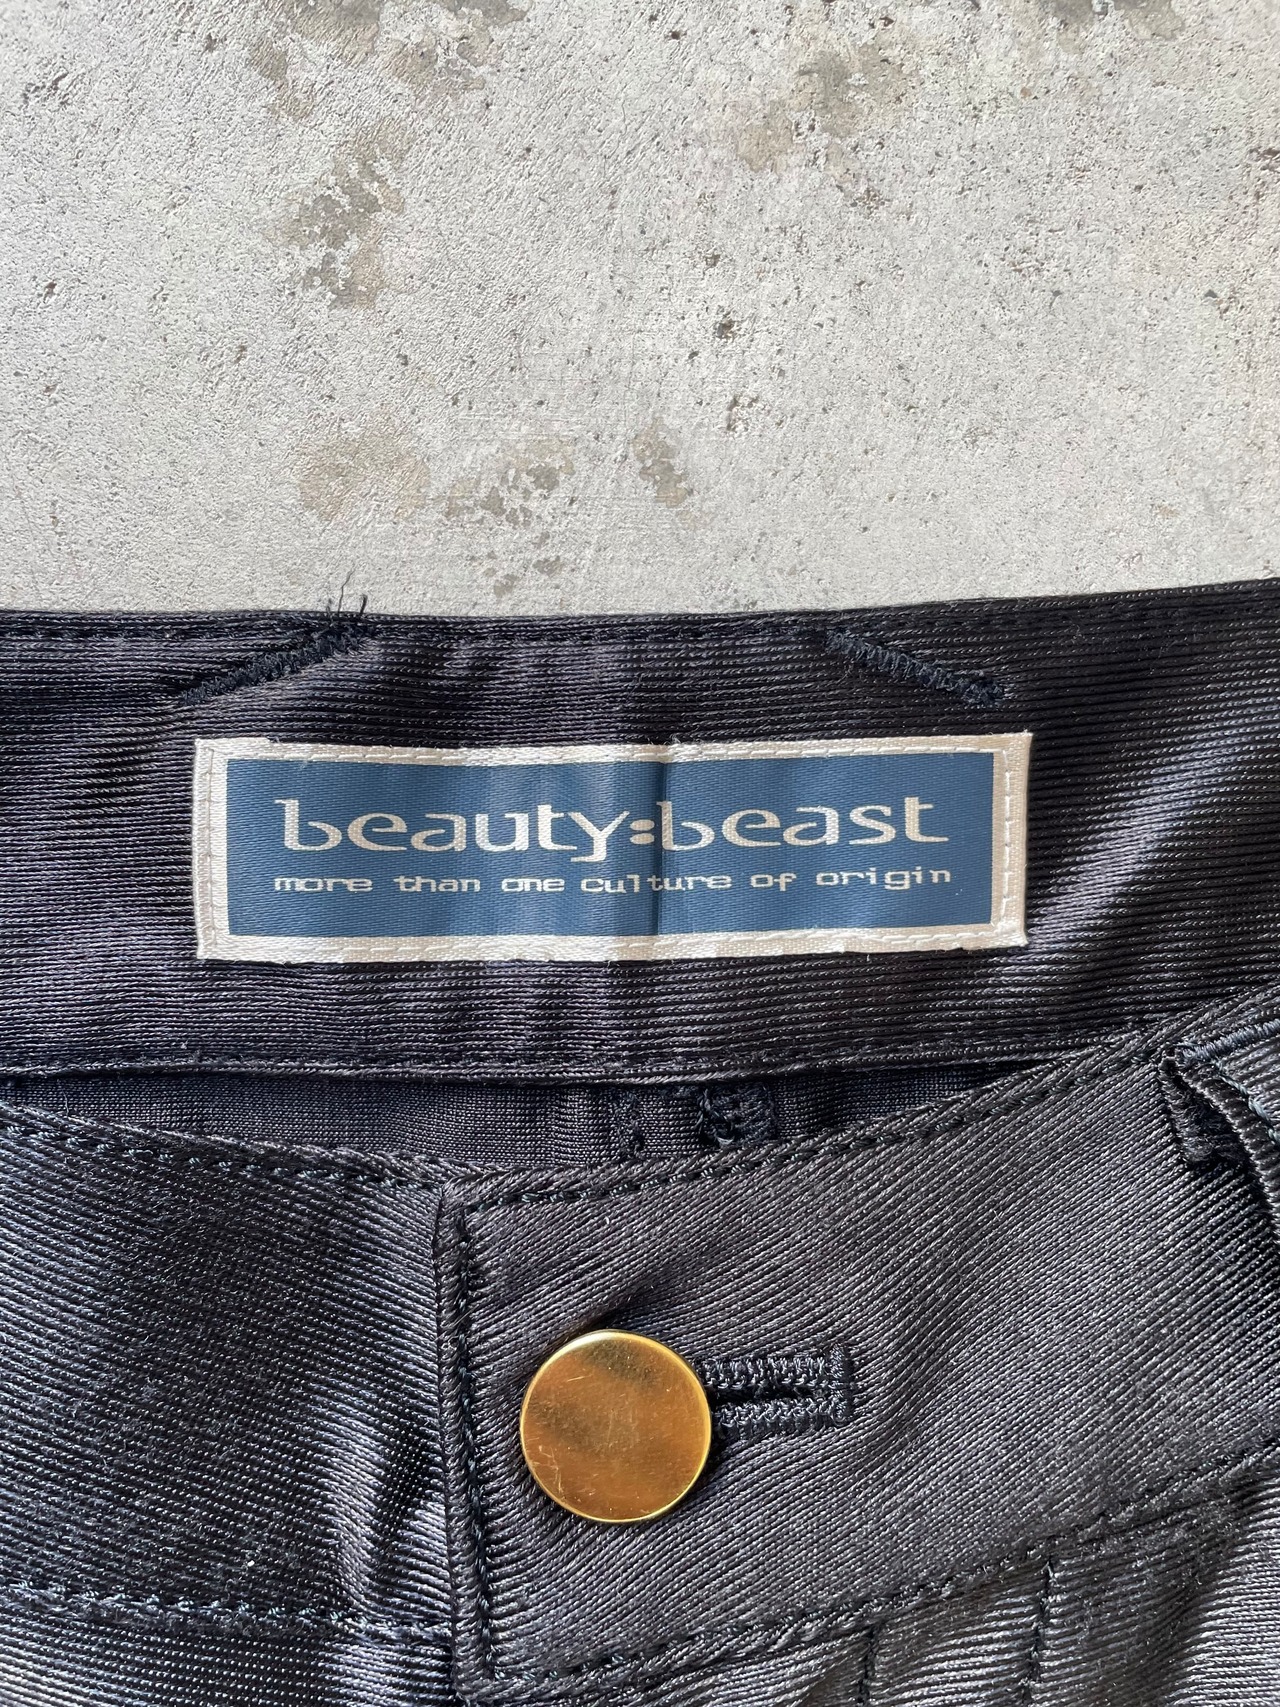 beauty:beast
more than one culture of origin